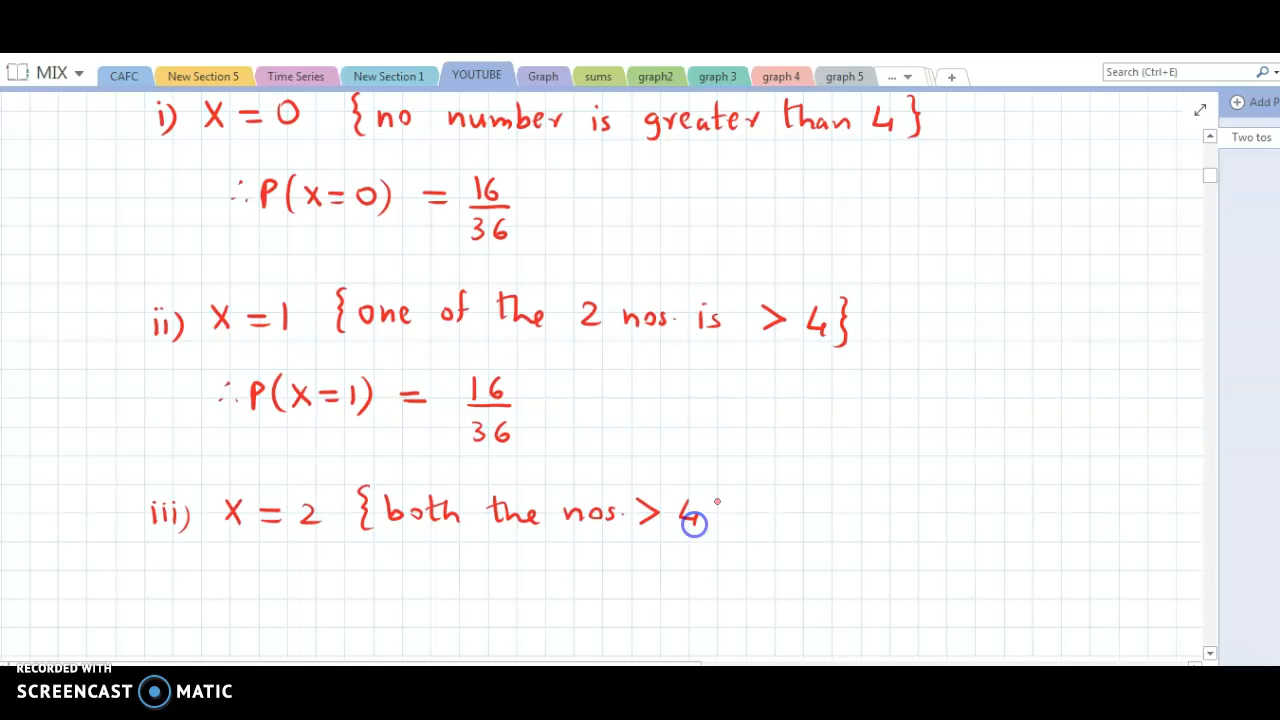 MIX
CAFC New Section 5 Time Series New Section 1 YOUTUBE Graph sums graph2 graph 3 graph 4 graph 5 ... +
Search (Ctrl+E)
Add P
Two tos
i) X = 0 {no number is greater than 4}
∴ P(X=0) = 16/36
ii) X = 1 {one of the 2 nos. is > 4}
∴ P(X=1) = 16/36
iii) X = 2 {both the nos. > 4
RECORDED WITH
SCREENCAST MATIC